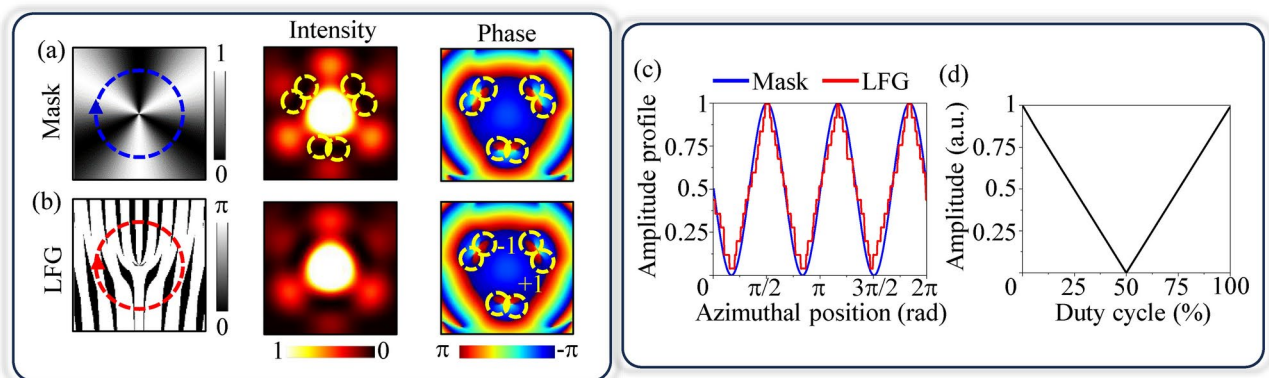 Intensity
Phase
(a)
Mask
1
0
(b)
LFG
π
0
-1
+1
1
0
π
-π
(c)
Mask
LFG
Amplitude profile
1
0.75
0.5
0.25
0
π/2
π
3π/2
2π
Azimuthal position (rad)
(d)
Amplitude (a.u.)
1
0.75
0.5
0.25
0
25
50
75
100
Duty cycle (%)